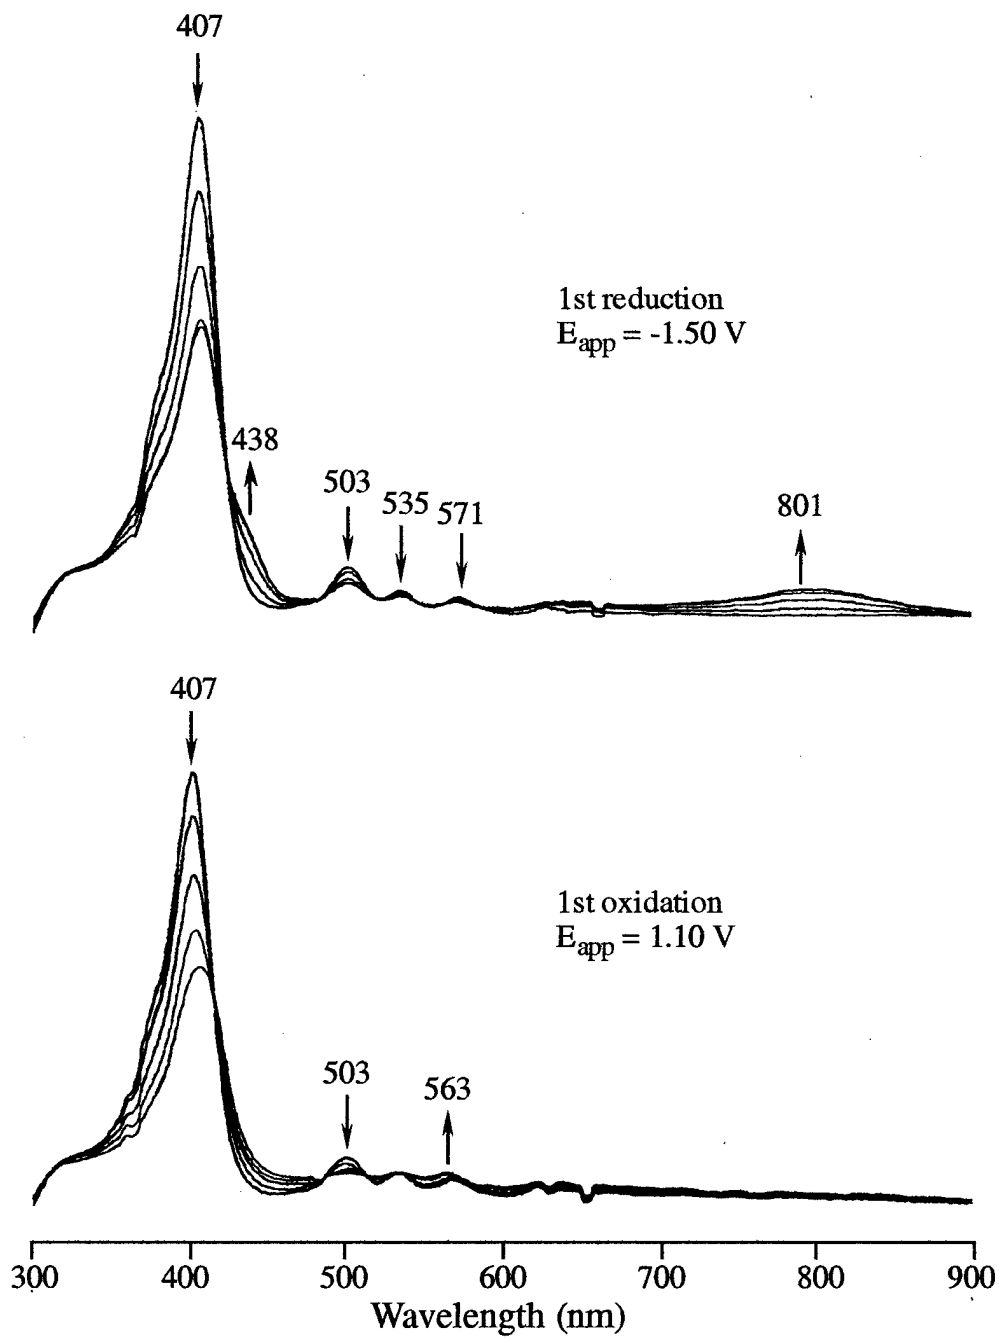 407
1st reduction
Eapp = -1.50 V
438
503
535
571
801
407
1st oxidation
Eapp = 1.10 V
503
563
300 400 500 600 700 800 900
Wavelength (nm)